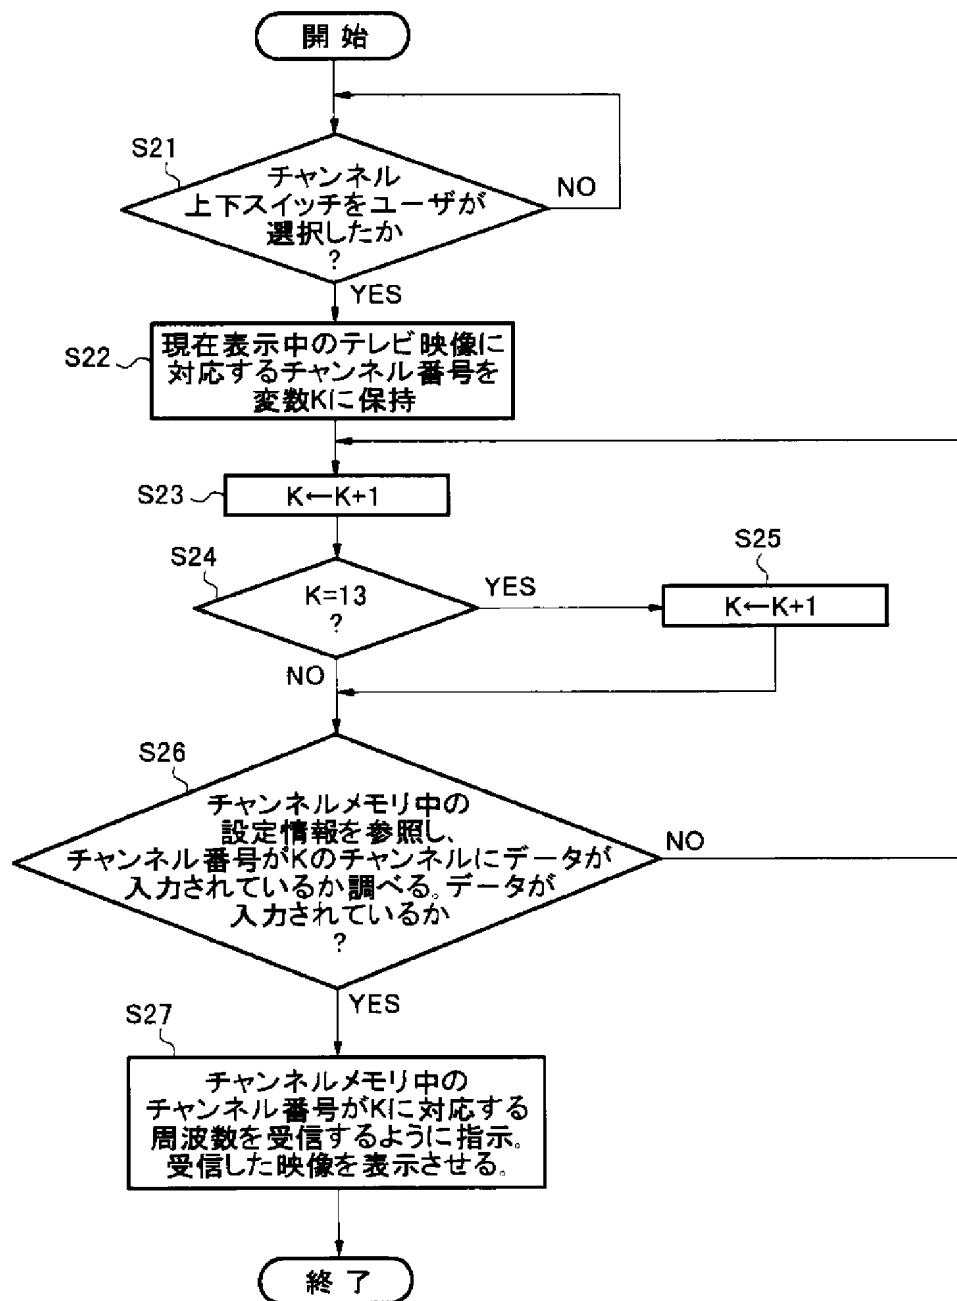 開始
S21
チャンネル
上下スイッチをユーザが
選択したか
?
NO
YES
S22
現在表示中のテレビ映像に
対応するチャンネル番号を
変数Kに保持
S23
K←K+1
S24
K=13
?
YES
S25
K←K+1
NO
S26
チャンネルメモリ中の
設定情報を参照し、
チャンネル番号がKのチャンネルにデータが
入力されているか調べる。データが
入力されているか
?
NO
YES
S27
チャンネルメモリ中の
チャンネル番号がKに対応する
周波数を受信するように指示。
受信した映像を表示させる。
終了